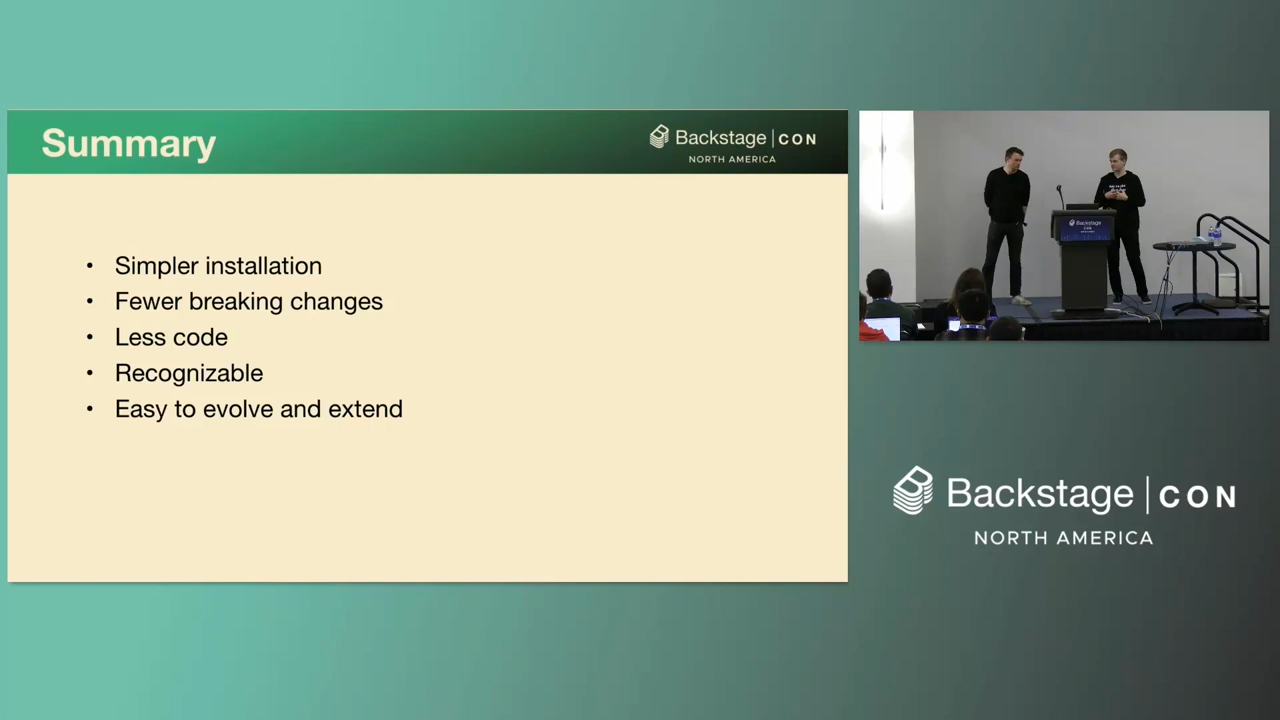 Summary
Backstage | CON
NORTH AMERICA
• Simpler installation
• Fewer breaking changes
• Less code
• Recognizable
• Easy to evolve and extend
Backstage
Backstage | CON
NORTH AMERICA